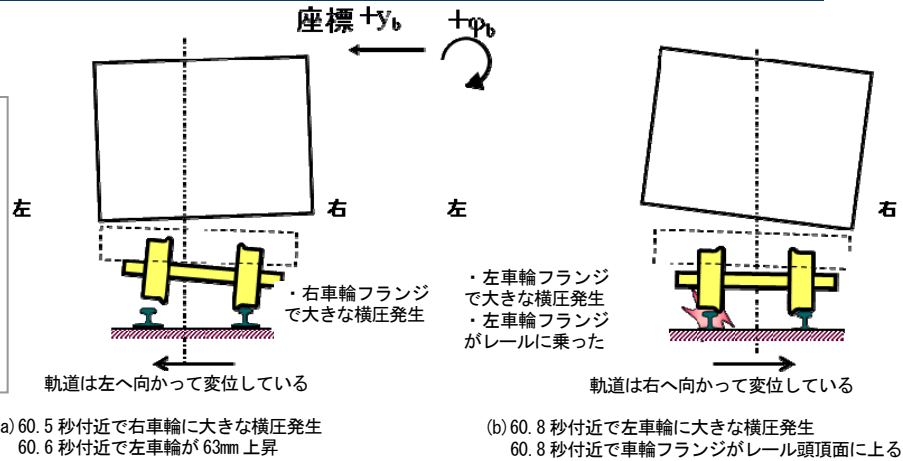 座標+y_b +φ_b
左
右
左
右
・右車輪フランジ
で大きな横圧発生
・左車輪フランジ
で大きな横圧発生
・左車輪フランジ
がレールに乗った
軌道は左へ向かって変位している
軌道は右へ向かって変位している
a)60.5秒付近で右車輪に大きな横圧発生
60.6秒付近で左車輪が63mm上昇
(b)60.8秒付近で左車輪に大きな横圧発生
60.8秒付近で車輪フランジがレール頭頂面に上る